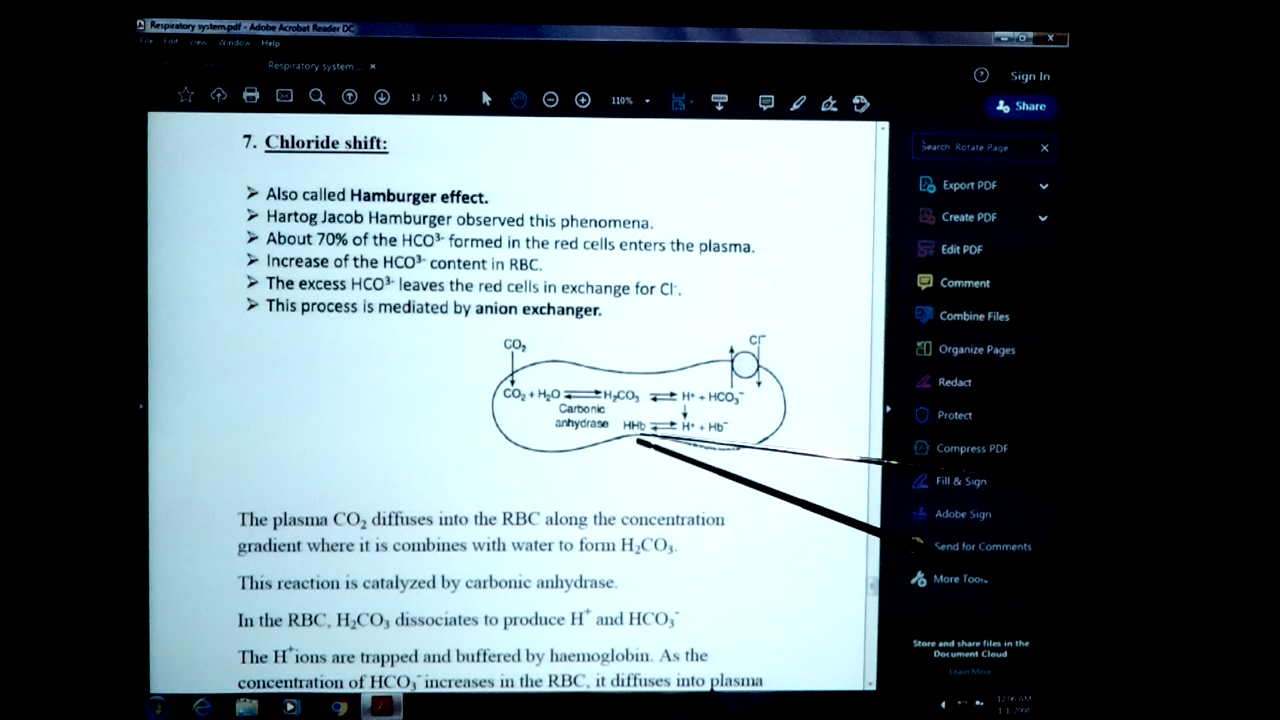 Respiratory system.pdf - Adobe Acrobat Reader DC
File Edit View Window Help
Respiratory system... ×
Sign In
13 / 15
110%
Share
7. Chloride shift:
Search Rotate Page
➢ Also called Hamburger effect.
➢ Hartog Jacob Hamburger observed this phenomena.
➢ About 70% of the HCO³⁻ formed in the red cells enters the plasma.
➢ Increase of the HCO³⁻ content in RBC.
➢ The excess HCO³⁻ leaves the red cells in exchange for Cl⁻.
➢ This process is mediated by anion exchanger.
CO₂
Cl⁻
CO₂ + H₂O ⇌ H₂CO₃ ⇌ H⁺ + HCO₃⁻
Carbonic
anhydrase
HHb ⇌ H⁺ + Hb⁻
The plasma CO₂ diffuses into the RBC along the concentration
gradient where it is combines with water to form H₂CO₃.
This reaction is catalyzed by carbonic anhydrase.
In the RBC, H₂CO₃ dissociates to produce H⁺ and HCO₃⁻
The H⁺ions are trapped and buffered by haemoglobin. As the
concentration of HCO₃⁻ increases in the RBC, it diffuses into plasma
Export PDF
Create PDF
Edit PDF
Comment
Combine Files
Organize Pages
Redact
Protect
Compress PDF
Fill & Sign
Adobe Sign
Send for Comments
More Tools
Store and share files in the
Document Cloud
Learn More